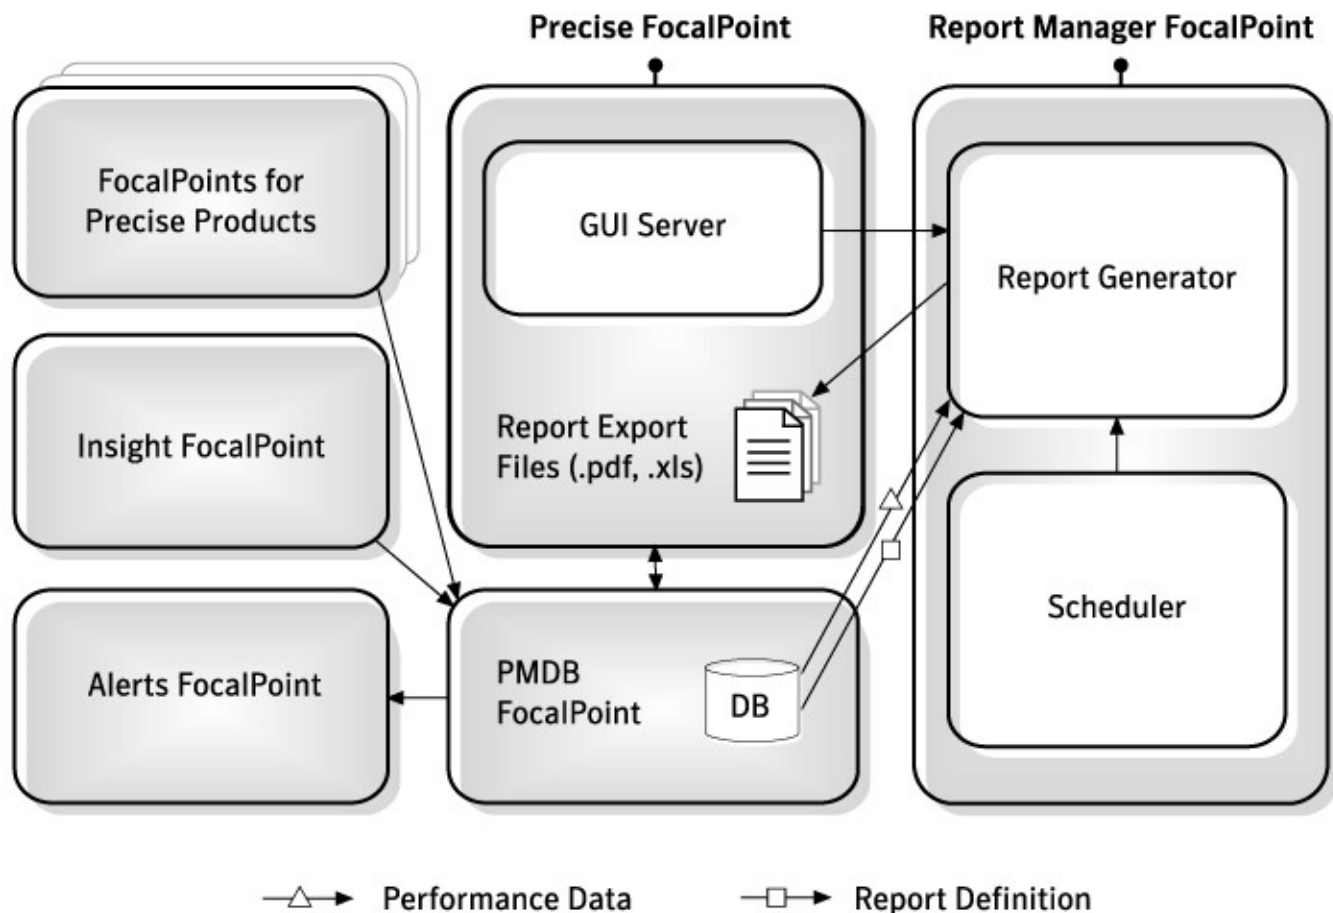 Precise FocalPoint
Report Manager FocalPoint
FocalPoints for
Precise Products
GUI Server
Report Generator
Insight FocalPoint
Report Export
Files (.pdf, .xls)
Scheduler
Alerts FocalPoint
PMDB
FocalPoint
DB
Performance Data
Report Definition